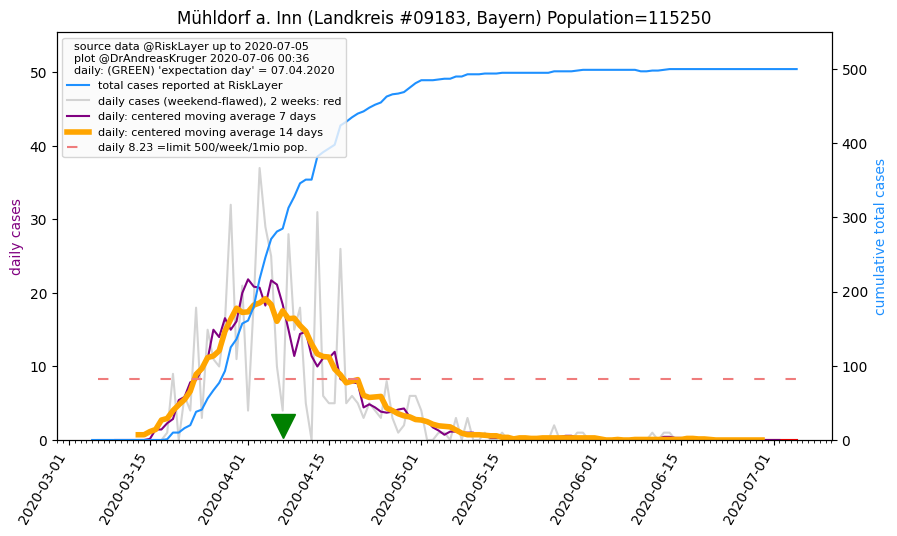 Mühldorf a. Inn (Landkreis #09183, Bayern) Population=115250
source data @RiskLayer up to 2020-07-05
plot @DrAndreasKruger 2020-07-06 00:36
daily: (GREEN) 'expectation day' = 07.04.2020
total cases reported at RiskLayer
daily cases (weekend-flawed), 2 weeks: red
daily: centered moving average 7 days
daily: centered moving average 14 days
daily 8.23 =limit 500/week/1mio pop.
daily cases
50
40
30
20
10
0
cumulative total cases
500
400
300
200
100
0
2020-03-01
2020-03-15
2020-04-01
2020-04-15
2020-05-01
2020-05-15
2020-06-01
2020-06-15
2020-07-01